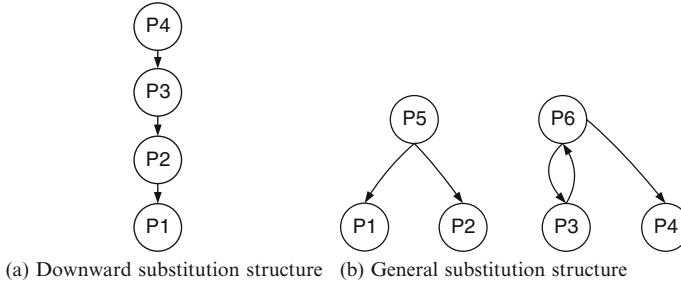 P4
P3
P2
P1
P5
P6
P1
P2
P3
P4
(a) Downward substitution structure
(b) General substitution structure